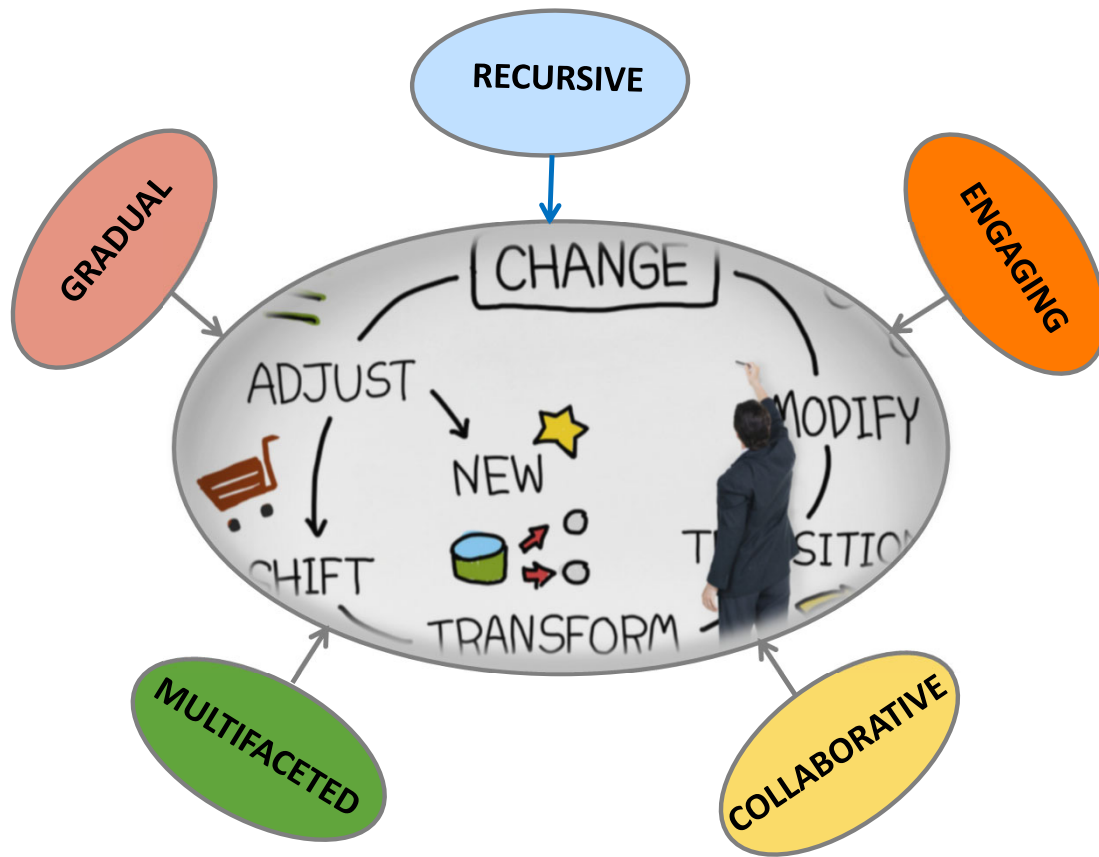 RECURSIVE
GRADUAL
ENGAGING
CHANGE
ADJUST
MODIFY
NEW
SHIFT
TRANSFORM
MULTIFACETED
COLLABORATIVE